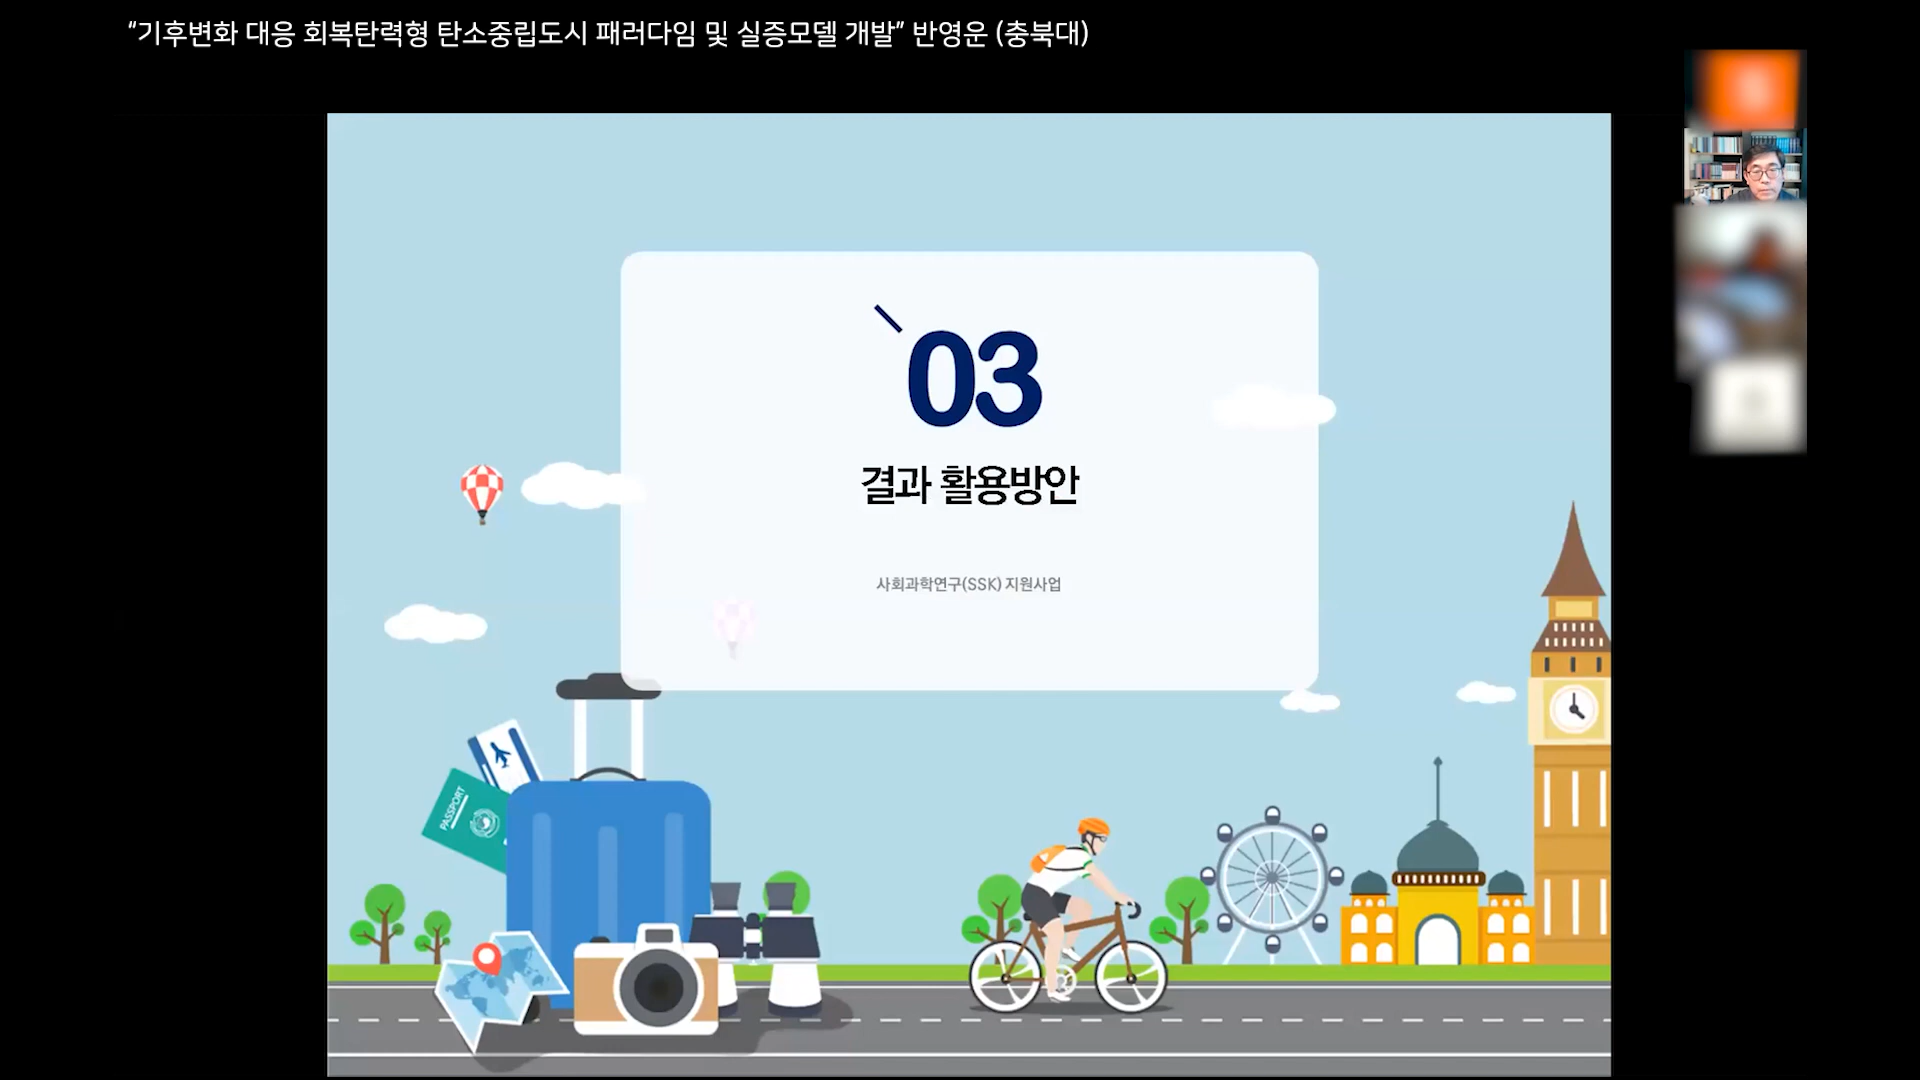 “기후변화 대응 회복탄력형 탄소중립도시 패러다임 및 실증모델 개발” 반영운 (충북대)
03
결과 활용방안
사회과학연구(SSK) 지원사업
PASSPORT